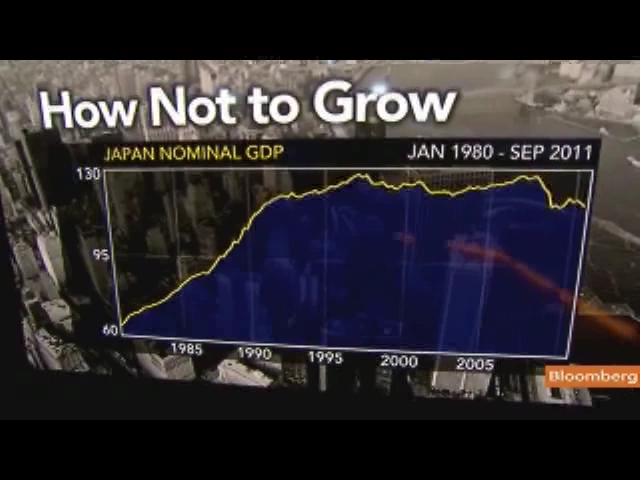 How Not to Grow
JAPAN NOMINAL GDP JAN 1980 - SEP 2011
130
95
60
1985 1990 1995 2000 2005
Bloomberg